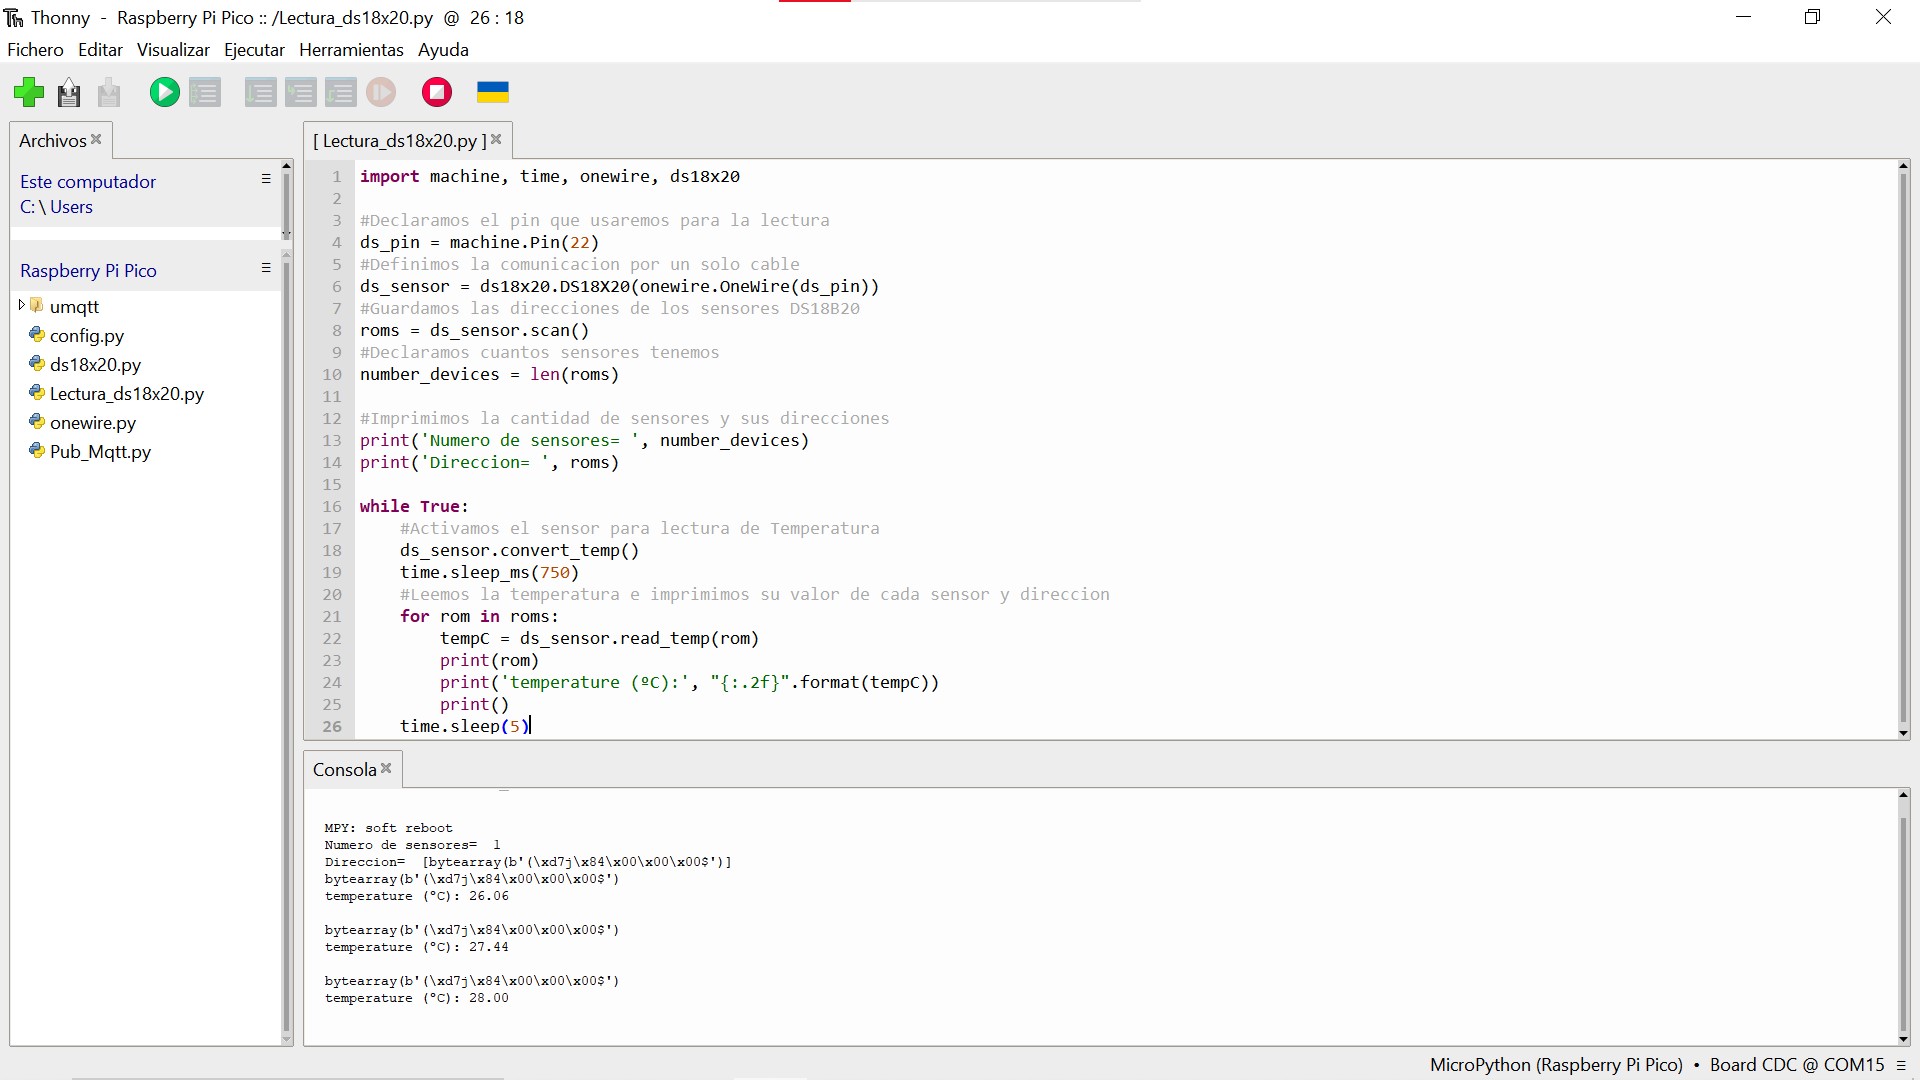 Thonny - Raspberry Pi Pico :: /Lectura_ds18x20.py @ 26 : 18
Fichero Editar Visualizar Ejecutar Herramientas Ayuda
Archivos
Este computador
C: \ Users
Raspberry Pi Pico
umqtt
config.py
ds18x20.py
Lectura_ds18x20.py
onewire.py
Pub_Mqtt.py
[ Lectura_ds18x20.py ]
1 import machine, time, onewire, ds18x20
2
3 #Declaramos el pin que usaremos para la lectura
4 ds_pin = machine.Pin(22)
5 #Definimos la comunicacion por un solo cable
6 ds_sensor = ds18x20.DS18X20(onewire.OneWire(ds_pin))
7 #Guardamos las direcciones de los sensores DS18B20
8 roms = ds_sensor.scan()
9 #Declaramos cuantos sensores tenemos
10 number_devices = len(roms)
11
12 #Imprimimos la cantidad de sensores y sus direcciones
13 print('Numero de sensores= ', number_devices)
14 print('Direccion= ', roms)
15
16 while True:
17     #Activamos el sensor para lectura de Temperatura
18     ds_sensor.convert_temp()
19     time.sleep_ms(750)
20     #Leemos la temperatura e imprimimos su valor de cada sensor y direccion
21     for rom in roms:
22         tempC = ds_sensor.read_temp(rom)
23         print(rom)
24         print('temperature (ºC):', "{:.2f}".format(tempC))
25         print()
26     time.sleep(5)
Consola
MPY: soft reboot
Numero de sensores=  1
Direccion=  [bytearray(b'(\xd7j\x84\x00\x00\x00$')]
bytearray(b'(\xd7j\x84\x00\x00\x00$')
temperature (ºC): 26.06
bytearray(b'(\xd7j\x84\x00\x00\x00$')
temperature (ºC): 27.44
bytearray(b'(\xd7j\x84\x00\x00\x00$')
temperature (ºC): 28.00
MicroPython (Raspberry Pi Pico) • Board CDC @ COM15